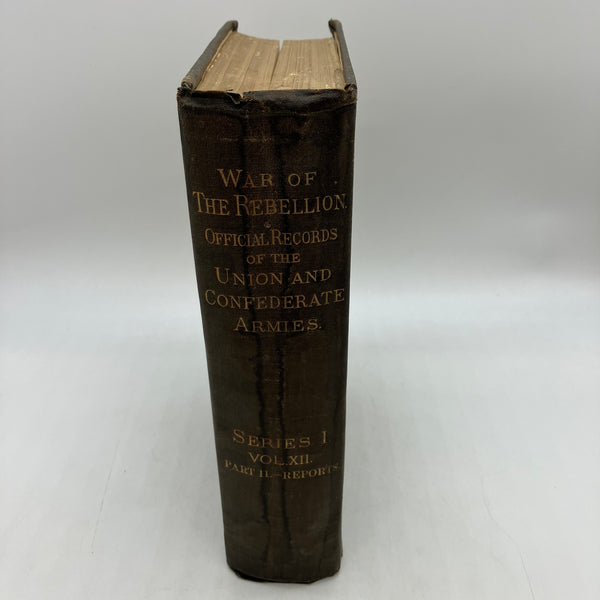 WAR OF
THE REBELLION.
OFFICIAL RECORDS
OF THE
UNION AND
CONFEDERATE
ARMIES.
SERIES I
VOL. XII.
PART II.—REPORTS.